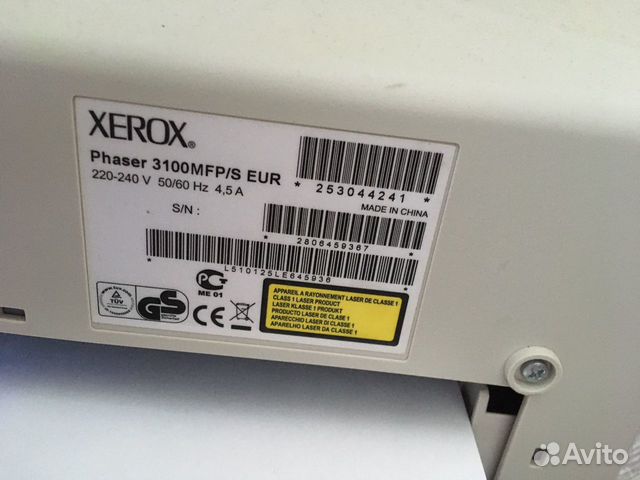 XEROX®
Phaser 3100MFP/S EUR
220-240 V 50/60 Hz 4,5 A
* 253044241 *
MADE IN CHINA
S/N :
* 2806459367 *
* L510125LE645936 *
TÜV
GS
PG
ME 01
CE
APPAREIL A RAYONNEMENT LASER DE CLASSE 1
CLASS 1 LASER PRODUCT
LASER KLASSE 1 PRODUKT
PRODUCTO LASER DE CLASE 1
APPARECCHIO LASER DI CLASSE 1
APARELHO LASER DA CLASSE 1
Avito